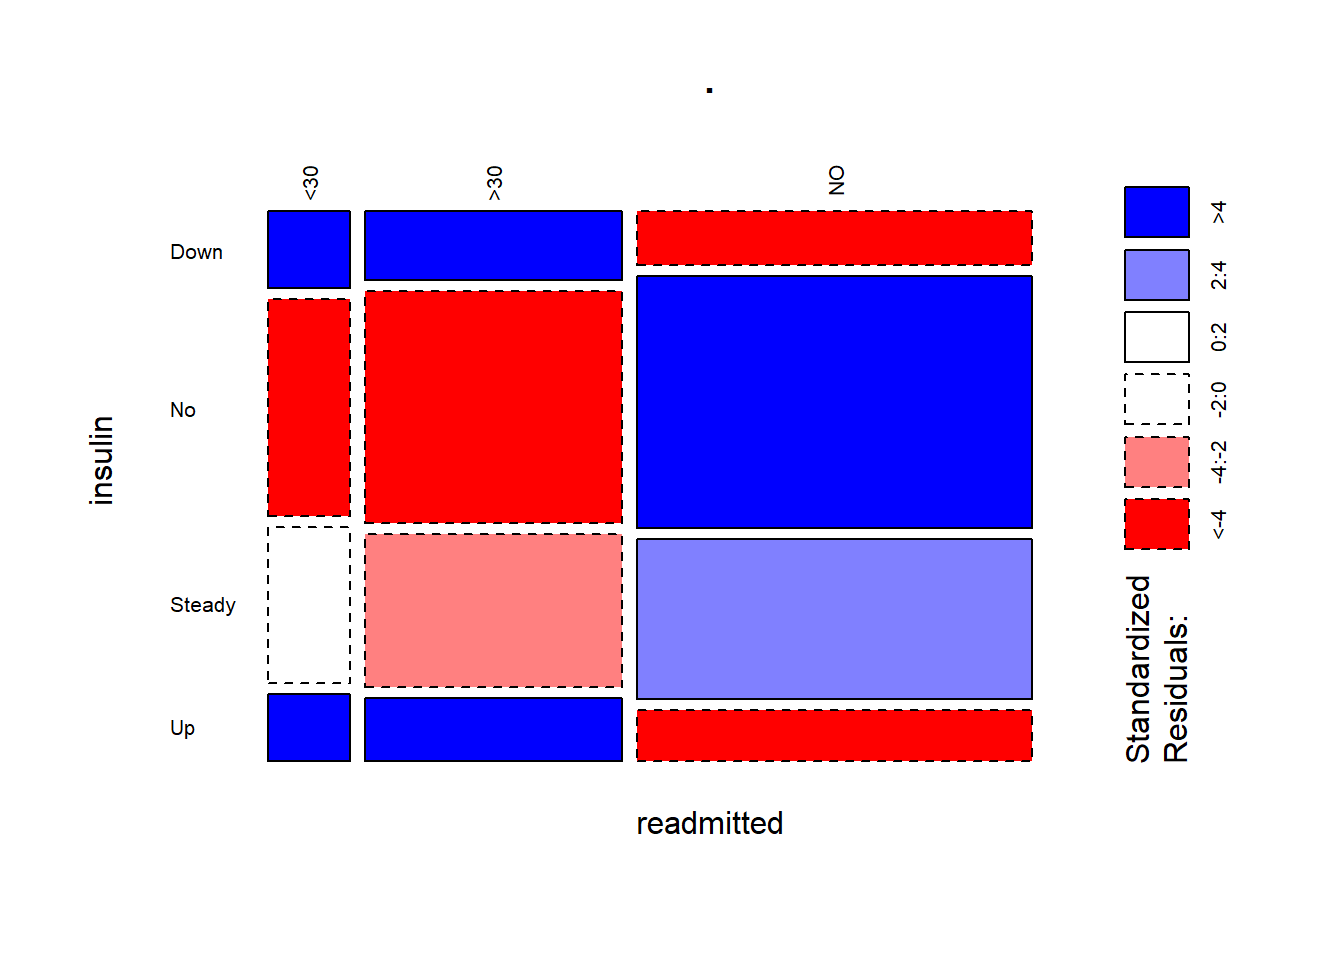 .
<30
>30
NO
Down
No
Steady
Up
insulin
readmitted
>4
2:4
0:2
-2:0
-4:-2
<-4
Standardized
Residuals: